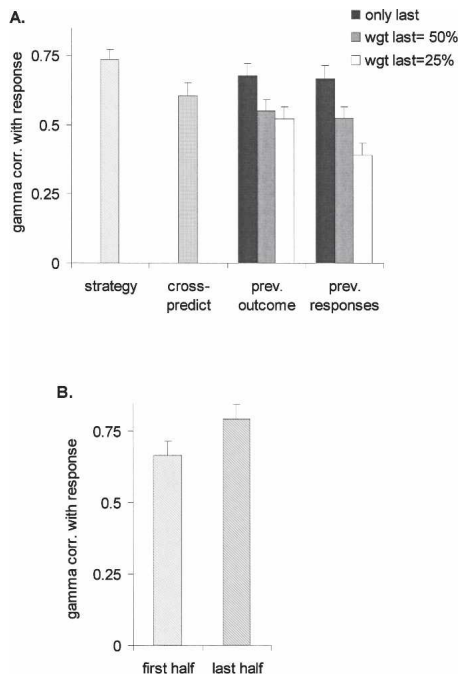 A.
only last
wgt last= 50%
wgt last=25%
gamma corr. with response
0.75
0.5
0.25
0
strategy
cross-
predict
prev.
outcome
prev.
responses
B.
gamma corr. with response
0.75
0.5
0.25
0
first half
last half